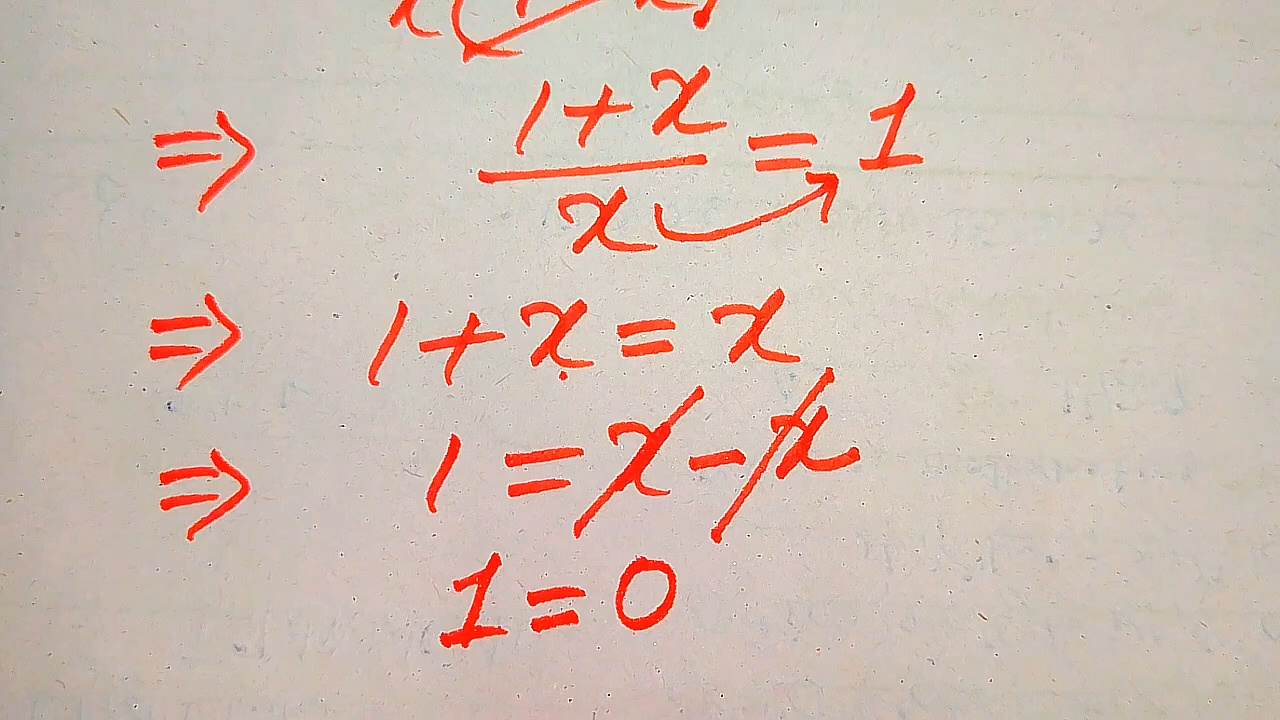 ⇒ (1+x)/x = 1
⇒ 1+x = x
⇒ 1 = x - x
1 = 0